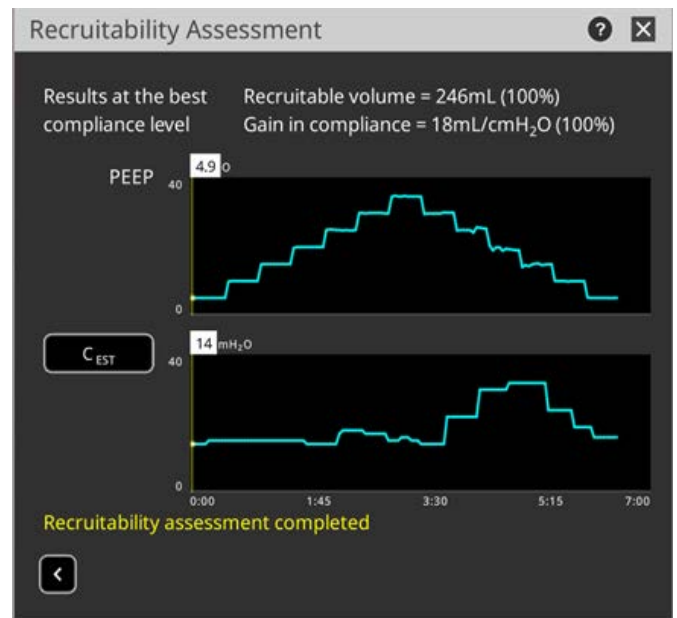 Recruitability Assessment
?
Results at the best Recruitable volume = 246mL (100%)
compliance level Gain in compliance = 18mL/cmH₂O (100%)
PEEP 40 4.9 O
0
C EST 40 14 mH₂O
0
0:00 1:45 3:30 5:15 7:00
Recruitability assessment completed